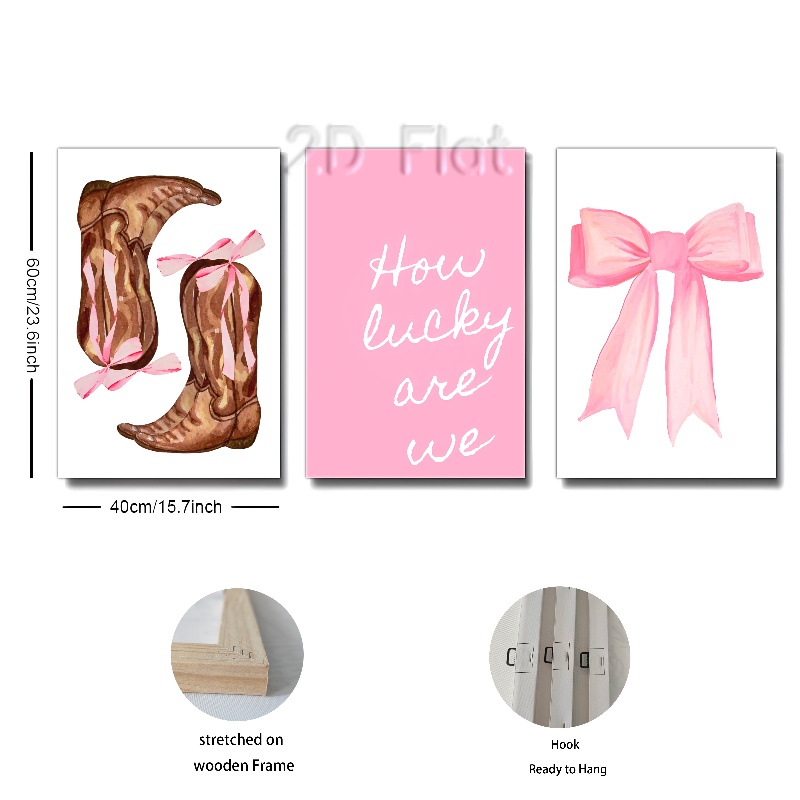 2D Flat
How
lucky
are
we
60cm/23.6inch
40cm/15.7inch
stretched on
wooden Frame
Hook
Ready to Hang